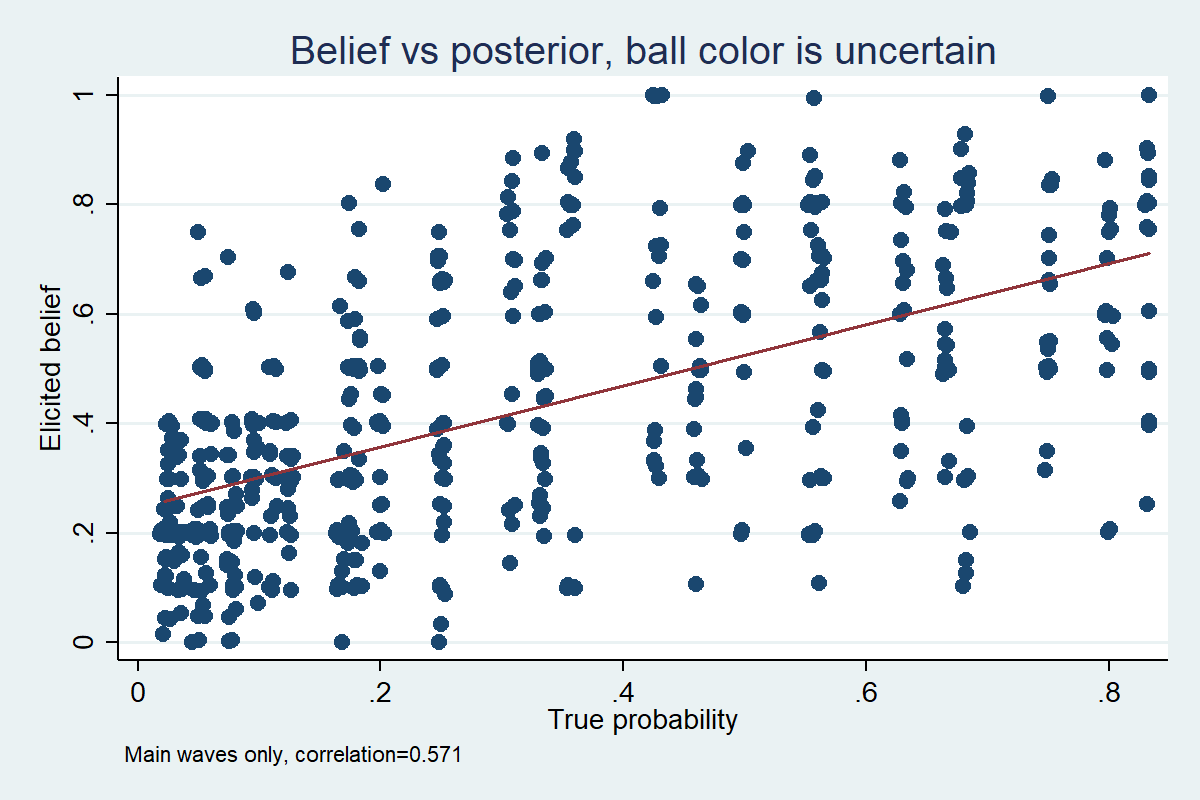 Belief vs posterior, ball color is uncertain
Elicited belief
1
.8
.6
.4
.2
0
0 .2 .4 .6 .8
True probability
Main waves only, correlation=0.571